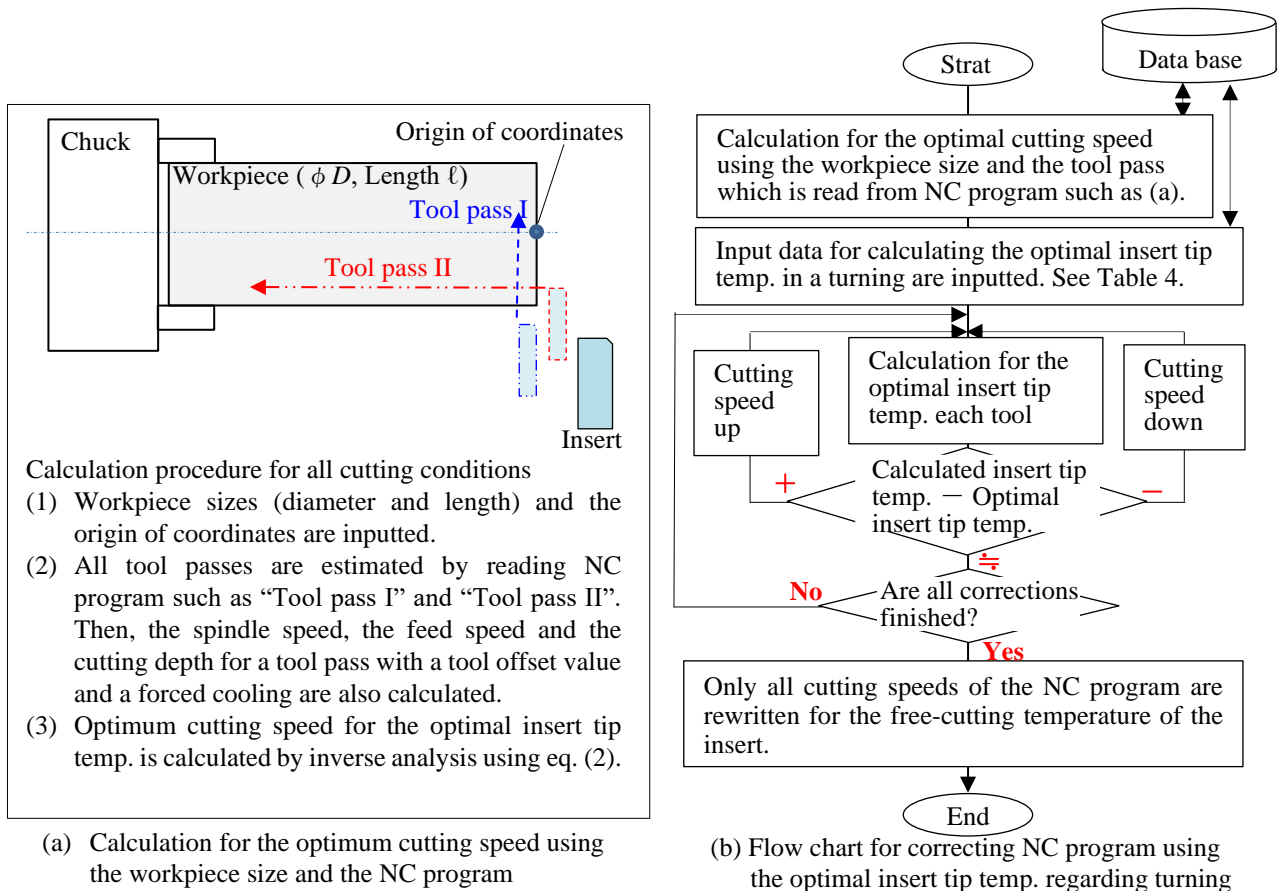 Chuck
Origin of coordinates
Workpiece ( φ D, Length ℓ)
Tool pass I
Tool pass II
Insert
Calculation procedure for all cutting conditions
(1) Workpiece sizes (diameter and length) and the
origin of coordinates are inputted.
(2) All tool passes are estimated by reading NC
program such as “Tool pass I” and “Tool pass II”.
Then, the spindle speed, the feed speed and the
cutting depth for a tool pass with a tool offset value
and a forced cooling are also calculated.
(3) Optimum cutting speed for the optimal insert tip
temp. is calculated by inverse analysis using eq. (2).
(a) Calculation for the optimum cutting speed using
the workpiece size and the NC program
Strat
Data base
Calculation for the optimal cutting speed
using the workpiece size and the tool pass
which is read from NC program such as (a).
Input data for calculating the optimal insert tip
temp. in a turning are inputted. See Table 4.
Cutting
speed
up
Calculation for the
optimal insert tip
temp. each tool
Cutting
speed
down
+
Calculated insert tip
temp. － Optimal
insert tip temp.
－
≒
No
Are all corrections
finished?
Yes
Only all cutting speeds of the NC program are
rewritten for the free-cutting temperature of the
insert.
End
(b) Flow chart for correcting NC program using
the optimal insert tip temp. regarding turning